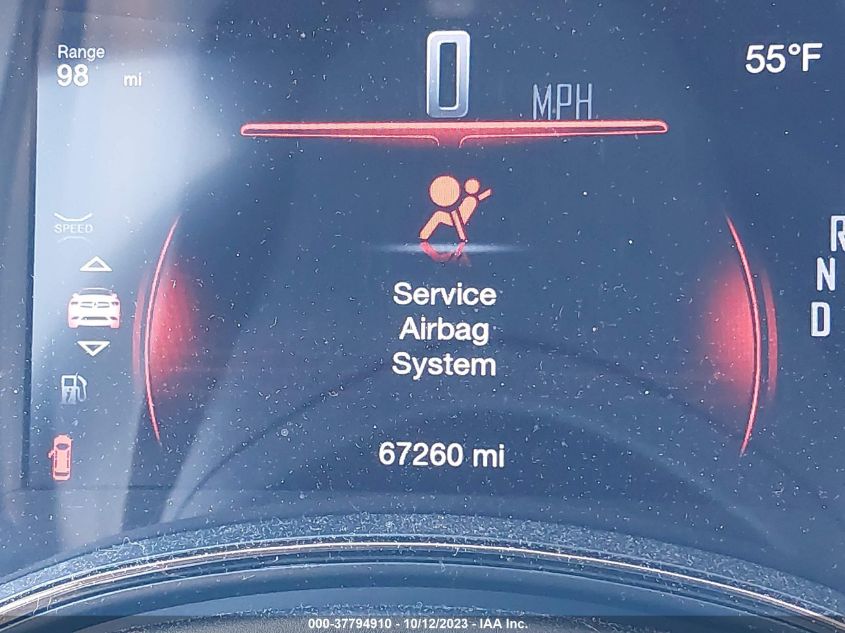 Range
98 mi
0 MPH
55°F
SPEED
Service
Airbag
System
67260 mi
R
N
D
000-37794910 - 10/12/2023 - IAA Inc.